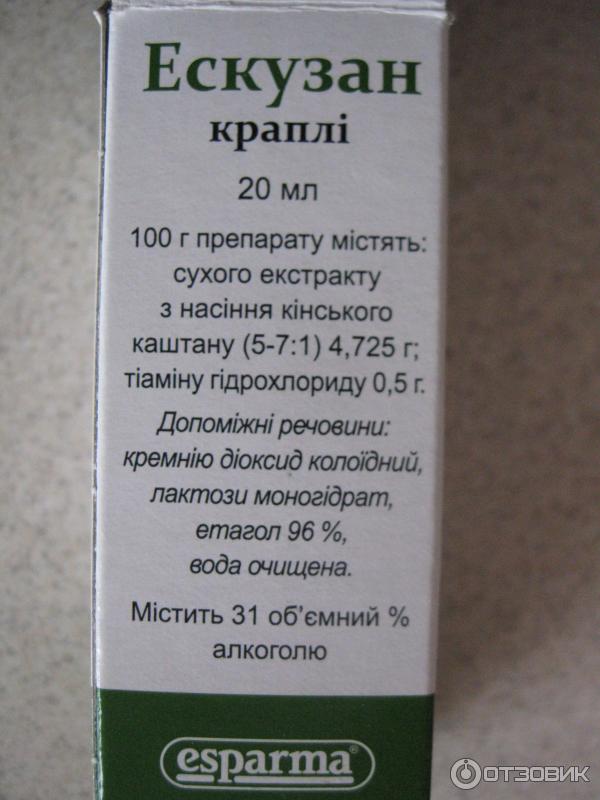 Ескузан
краплі
20 мл
100 г препарату містять:
сухого екстракту
з насіння кінського
каштану (5-7:1) 4,725 г;
тіаміну гідрохлориду 0,5 г.
Допоміжні речовини:
кремнію діоксид колоїдний,
лактози моногідрат,
етагол 96 %,
вода очищена.
Містить 31 об’ємний %
алкоголю
esparma®
ОТЗОВИК